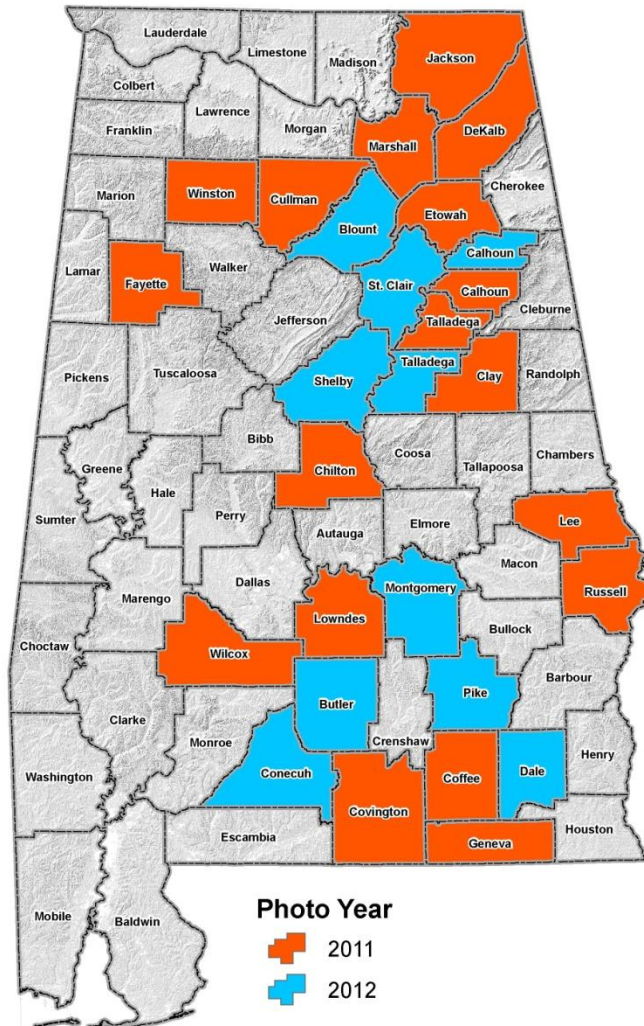 Lauderdale
Limestone
Madison
Jackson
Colbert
Lawrence
Franklin
Morgan
Marshall
DeKalb
Marion
Winston
Cullman
Cherokee
Etowah
Blount
Calhoun
Lamar
Fayette
Walker
St. Clair
Calhoun
Cleburne
Jefferson
Talladega
Pickens
Tuscaloosa
Shelby
Talladega
Clay
Randolph
Bibb
Greene
Hale
Chilton
Coosa
Tallapoosa
Chambers
Sumter
Perry
Autauga
Elmore
Lee
Macon
Marengo
Dallas
Montgomery
Russell
Choctaw
Lowndes
Bullock
Wilcox
Clarke
Butler
Pike
Barbour
Monroe
Crenshaw
Washington
Conecuh
Coffee
Dale
Henry
Covington
Escambia
Geneva
Houston
Mobile
Baldwin
Photo Year
2011
2012